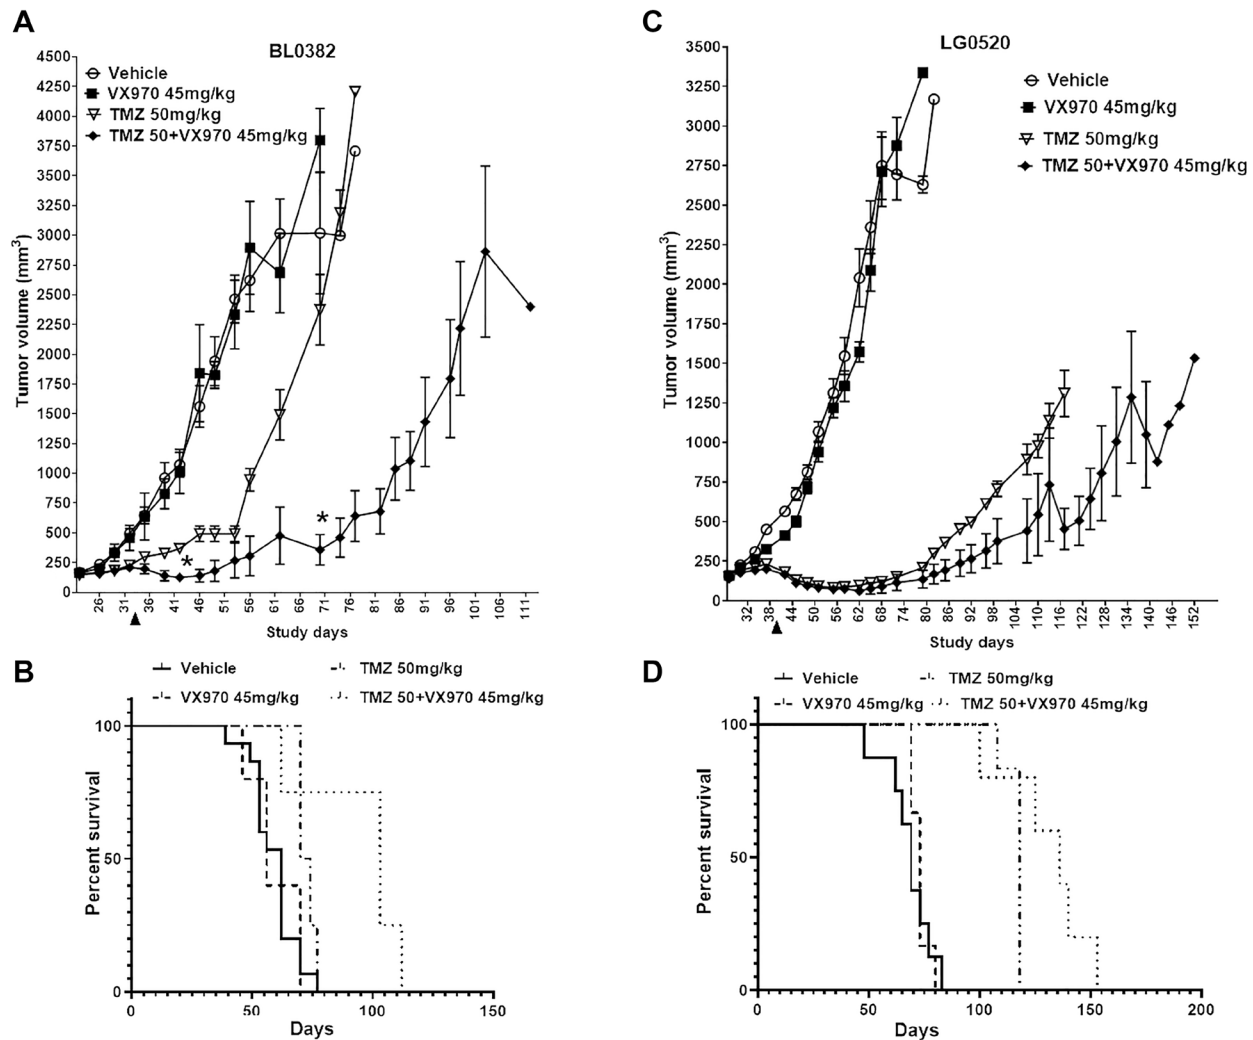 A
BL0382
Vehicle
VX970 45mg/kg
TMZ 50mg/kg
TMZ 50+VX970 45mg/kg
Tumor volume (mm³)
4500
4250
4000
3750
3500
3250
3000
2750
2500
2250
2000
1750
1500
1250
1000
750
500
250
0
*
*
26 31 36 41 46 51 56 61 66 71 76 81 86 91 96 101 106 111
Study days
C
LG0520
Vehicle
VX970 45mg/kg
TMZ 50mg/kg
TMZ 50+VX970 45mg/kg
Tumor volume (mm³)
3500
3250
3000
2750
2500
2250
2000
1750
1500
1250
1000
750
500
250
0
32 38 44 50 56 62 68 74 80 86 92 98 104 110 116 122 128 134 140 146 152
Study days
B
Vehicle
TMZ 50mg/kg
VX970 45mg/kg
TMZ 50+VX970 45mg/kg
Percent survival
100
50
0
0 50 100 150
Days
D
Vehicle
TMZ 50mg/kg
VX970 45mg/kg
TMZ 50+VX970 45mg/kg
Percent survival
100
50
0
0 50 100 150 200
Days